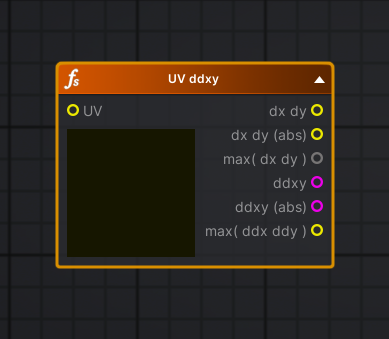 fs UV ddxy
UV
dx dy
dx dy (abs)
max( dx dy )
ddxy
ddxy (abs)
max( ddx ddy )